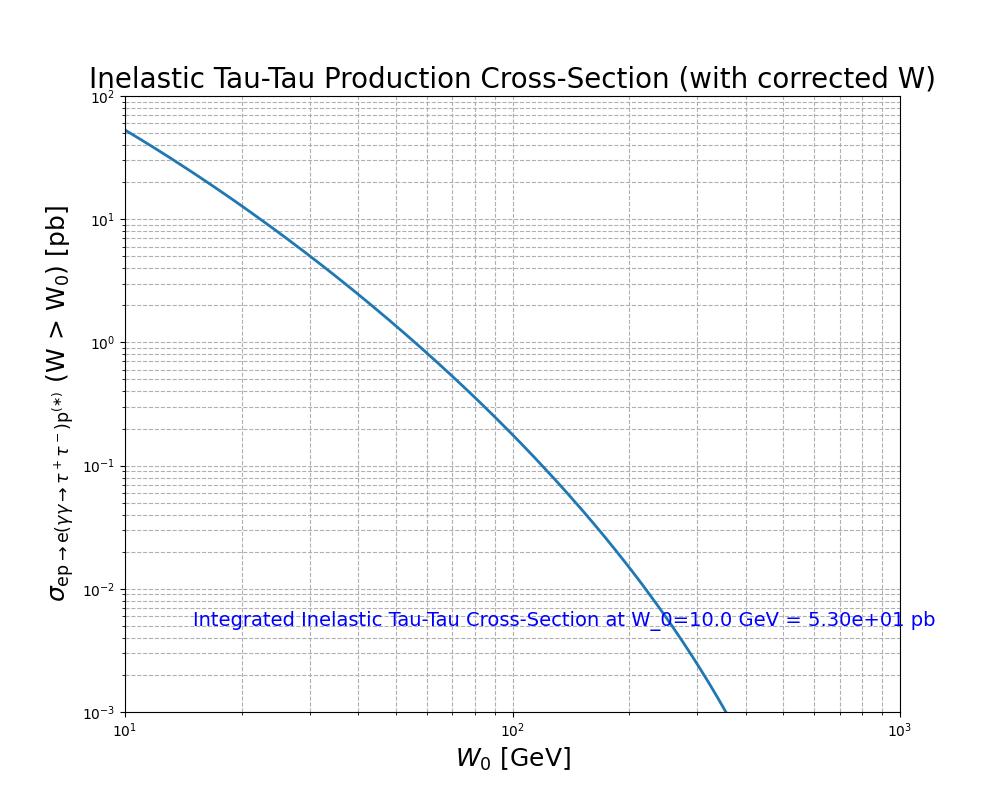 Inelastic Tau-Tau Production Cross-Section (with corrected W)
σ_{ep → e(γγ → τ⁺τ⁻)p^{(*)}} (W > W₀) [pb]
10²
10¹
10⁰
10⁻¹
10⁻²
10⁻³
Integrated Inelastic Tau-Tau Cross-Section at W_0=10.0 GeV = 5.30e+01 pb
10¹
10²
10³
W₀ [GeV]